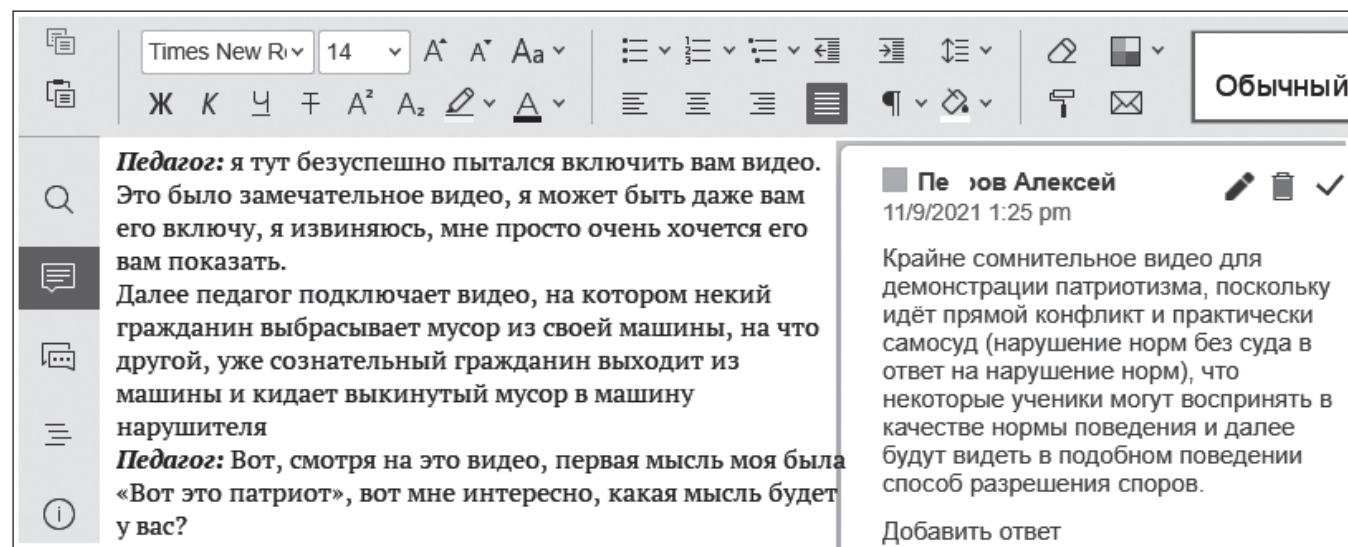 Times New R
14
Aa
Ж К Ч Т A² A₂ A
Обычный
Педагог: я тут безуспешно пытался включить вам видео.
Это было замечательное видео, я может быть даже вам
его включу, я извиняюсь, мне просто очень хочется его
вам показать.
Далее педагог подключает видео, на котором некий
гражданин выбрасывает мусор из своей машины, на что
другой, уже сознательный гражданин выходит из
машины и кидает выкинутый мусор в машину
нарушителя
Педагог: Вот, смотря на это видео, первая мысль моя была
«Вот это патриот», вот мне интересно, какая мысль будет
у вас?
Алексей
11/9/2021 1:25 pm
Крайне сомнительное видео для
демонстрации патриотизма, поскольку
идёт прямой конфликт и практически
самосуд (нарушение норм без суда в
ответ на нарушение норм), что
некоторые ученики могут воспринять в
качестве нормы поведения и далее
будут видеть в подобном поведении
способ разрешения споров.
Добавить ответ